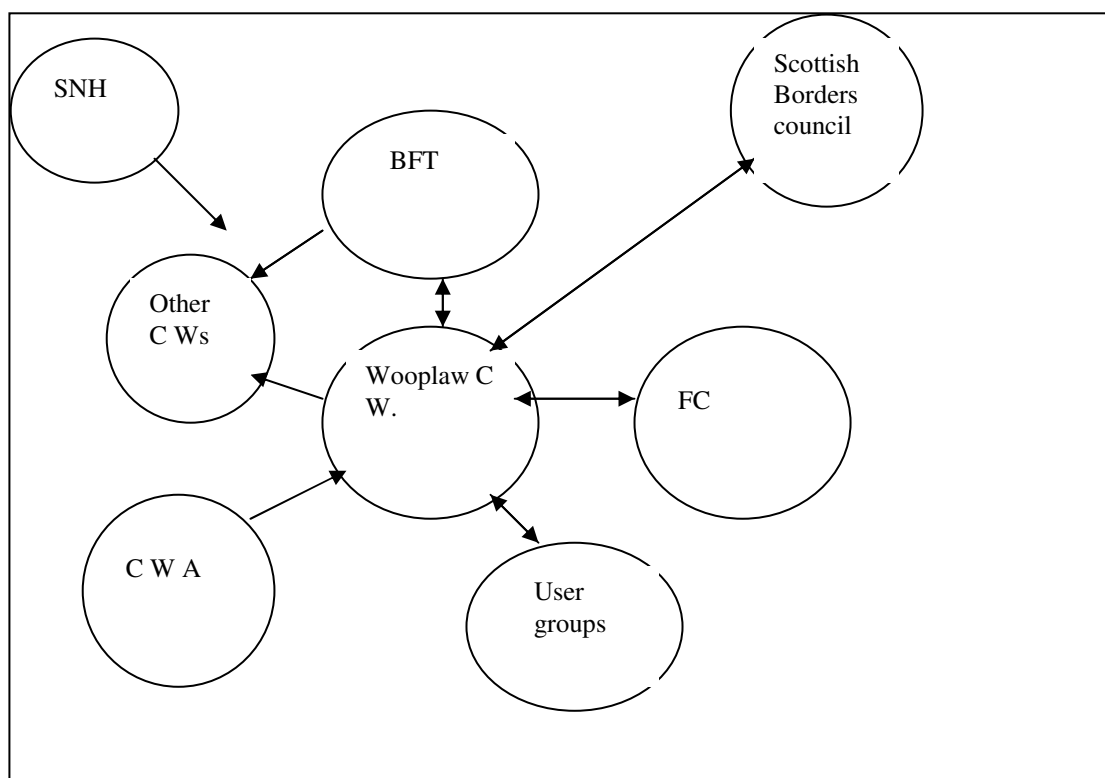 SNH
Scottish
Borders
council
BFT
Other
C Ws
Wooplaw C
W.
FC
C W A
User
groups